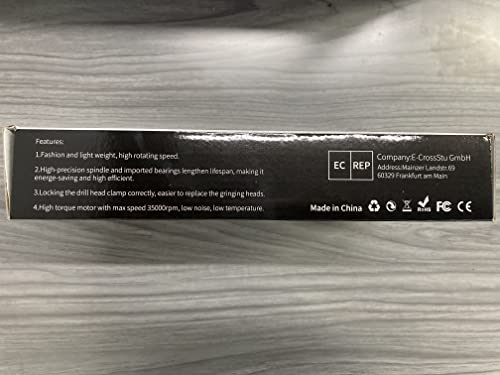 Features:
1.Fashion and light weight, high rotating speed.
2.High-precision spindle and imported bearings lengthen lifespan, making it
energe-saving and high efficient.
3.Locking the drill head clamp correctly, easier to replace the gringing heads.
4.High torque motor with max speed 35000rpm, low noise, low temperature.
EC REP
Company:E-CrossStu GmbH
Address:Mainzer Landstr.69
60329 Frankfurt am Main
Made in China
RoHS FC CE